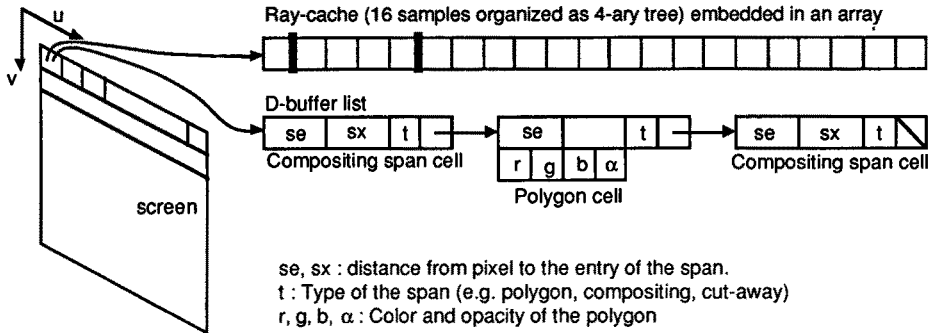 u
v
Ray-cache (16 samples organized as 4-ary tree) embedded in an array
D-buffer list
se sx t
Compositing span cell
se t
r g b α
Polygon cell
se sx t
Compositing span cell
screen
se, sx : distance from pixel to the entry of the span.
t : Type of the span (e.g. polygon, compositing, cut-away)
r, g, b, α : Color and opacity of the polygon